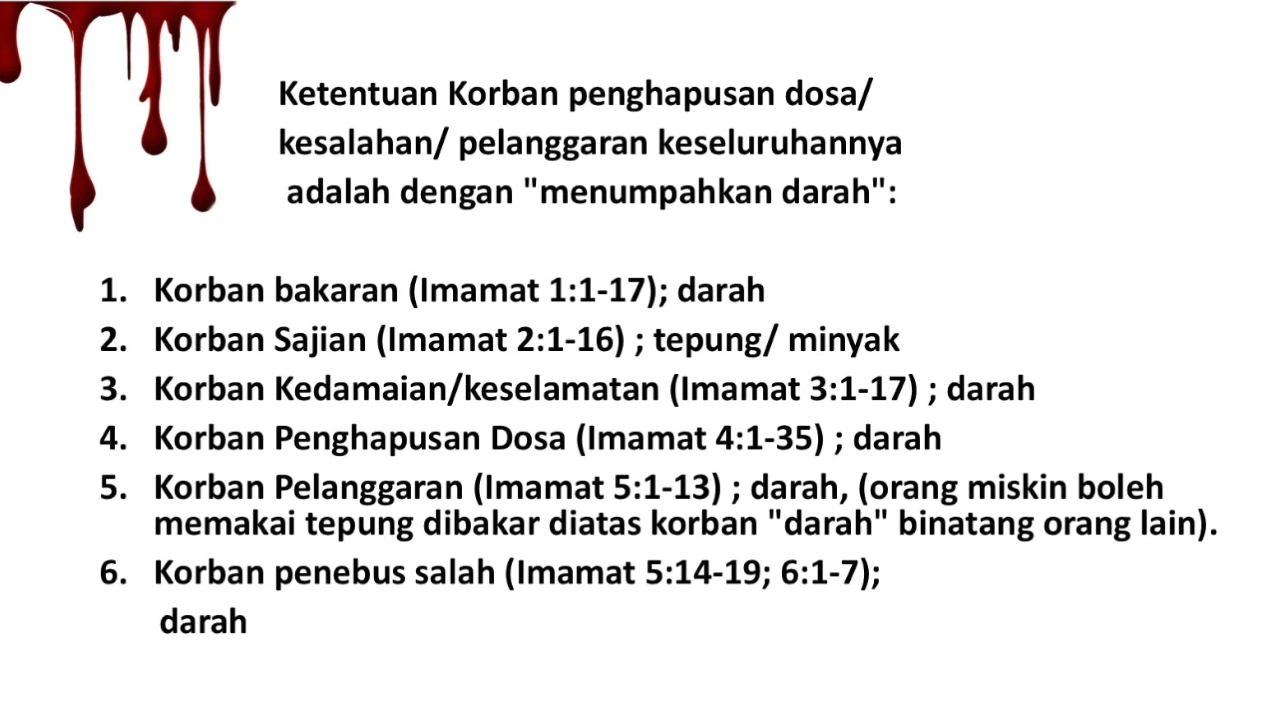 Ketentuan Korban penghapusan dosa/
kesalahan/ pelanggaran keseluruhannya
adalah dengan "menumpahkan darah":
1. Korban bakaran (Imamat 1:1-17); darah
2. Korban Sajian (Imamat 2:1-16) ; tepung/ minyak
3. Korban Kedamaian/keselamatan (Imamat 3:1-17) ; darah
4. Korban Penghapusan Dosa (Imamat 4:1-35) ; darah
5. Korban Pelanggaran (Imamat 5:1-13) ; darah, (orang miskin boleh
memakai tepung dibakar diatas korban "darah" binatang orang lain).
6. Korban penebus salah (Imamat 5:14-19; 6:1-7);
darah